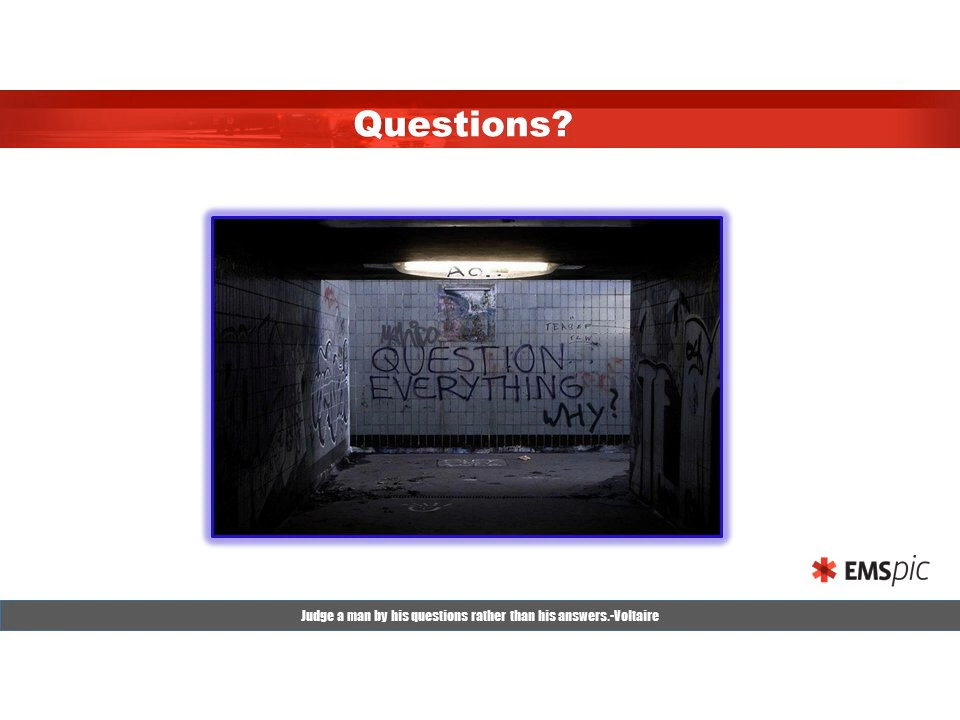 Questions?
QUESTION
EVERYTHING
WHY?
EMSpic
Judge a man by his questions rather than his answers.-Voltaire